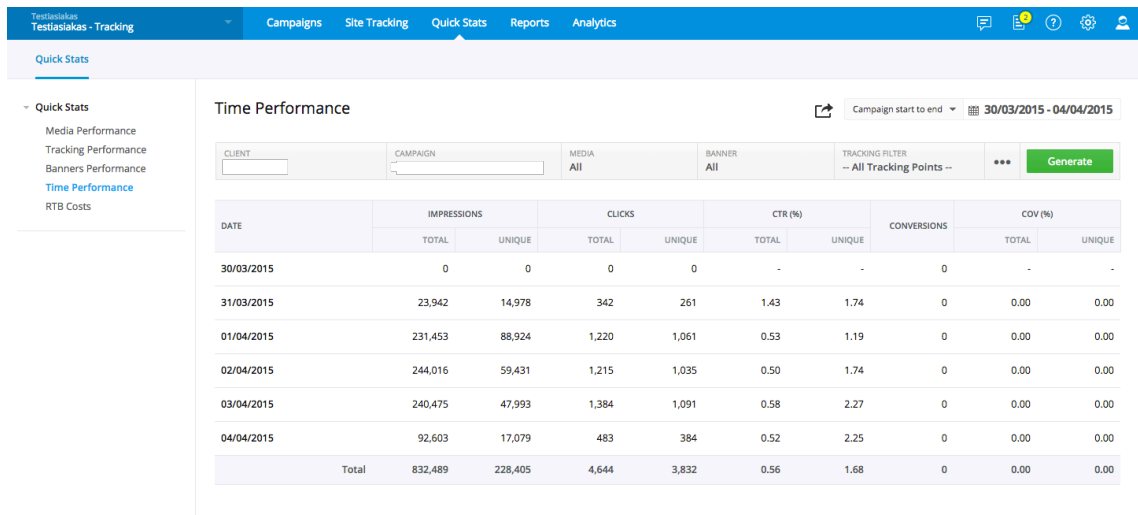 Testiasiakas
Testiasiakas - Tracking
Campaigns Site Tracking Quick Stats Reports Analytics
2
Quick Stats
Quick Stats
Media Performance
Tracking Performance
Banners Performance
Time Performance
RTB Costs
Time Performance
Campaign start to end 30/03/2015 - 04/04/2015
CLIENT CAMPAIGN MEDIA BANNER TRACKING FILTER
All All -- All Tracking Points -- ••• Generate
DATE IMPRESSIONS CLICKS CTR (%) CONVERSIONS COV (%)
TOTAL UNIQUE TOTAL UNIQUE TOTAL UNIQUE TOTAL UNIQUE
30/03/2015 0 0 0 0 - - 0 - -
31/03/2015 23,942 14,978 342 261 1.43 1.74 0 0.00 0.00
01/04/2015 231,453 88,924 1,220 1,061 0.53 1.19 0 0.00 0.00
02/04/2015 244,016 59,431 1,215 1,035 0.50 1.74 0 0.00 0.00
03/04/2015 240,475 47,993 1,384 1,091 0.58 2.27 0 0.00 0.00
04/04/2015 92,603 17,079 483 384 0.52 2.25 0 0.00 0.00
Total 832,489 228,405 4,644 3,832 0.56 1.68 0 0.00 0.00